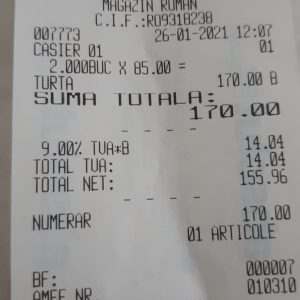 MAGAZIN ROMAN
C.I.F.:RO9318238
007773 26-01-2021 12:07
CASIER 01 01
2.000BUC X 85.00 =
TURTA 170.00 B
SUMA TOTALA:
170.00
- - - -
9.00% TVA*B 14.04
TOTAL TVA: 14.04
TOTAL NET: 155.96
- - - -
NUMERAR 170.00
01 ARTICOLE
BF: 000007
AMEF NR 010310